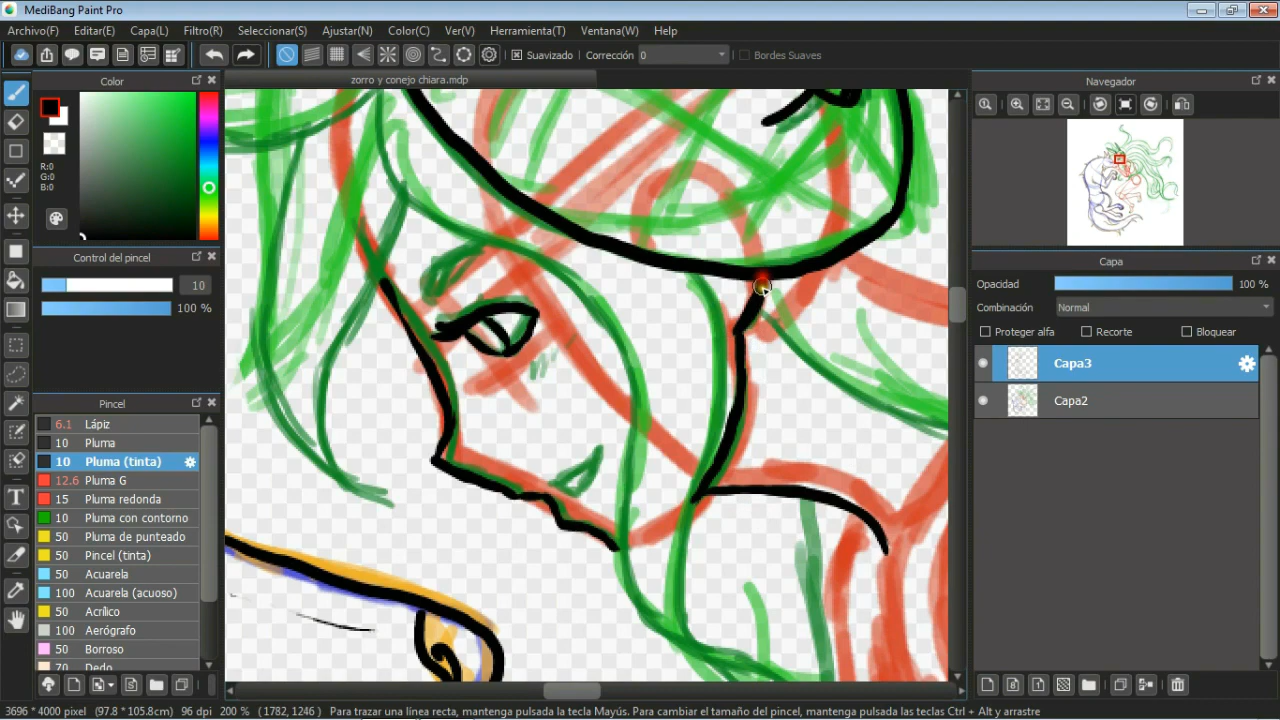 MediBang Paint Pro
Archivo(F) Editar(E) Capa(L) Filtro(R) Seleccionar(S) Ajustar(N) Color(C) Ver(V) Herramienta(T) Ventana(W) Help
Suavizado Corrección 0 Bordes Suaves
Color
zorro y conejo chiara.mdp
Navegador
R:0
G:0
B:0
Control del pincel
Capa
10
Opacidad 100 %
100 %
Combinación Normal
Proteger alfa Recorte Bloquear
Capa3
Capa2
Pincel
6.1 Lápiz
10 Pluma
10 Pluma (tinta)
12.6 Pluma G
15 Pluma redonda
10 Pluma con contorno
50 Pluma de punteado
50 Pincel (tinta)
50 Acuarela
100 Acuarela (acuoso)
50 Acrílico
100 Aerógrafo
50 Borroso
70 Dedo
3696 * 4000 pixel (97.8 * 105.8cm) 96 dpi 200 % (1782, 1246) Para trazar una línea recta, mantenga pulsada la tecla Mayús. Para cambiar el tamaño del pincel, mantenga pulsadas las teclas Ctrl + Alt y arrastre